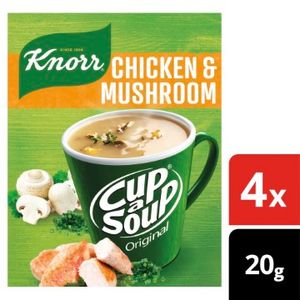 SINCE 1838
Knorr
CHICKEN &
MUSHROOM
CUP
a
SOUP
Original
4x
20g